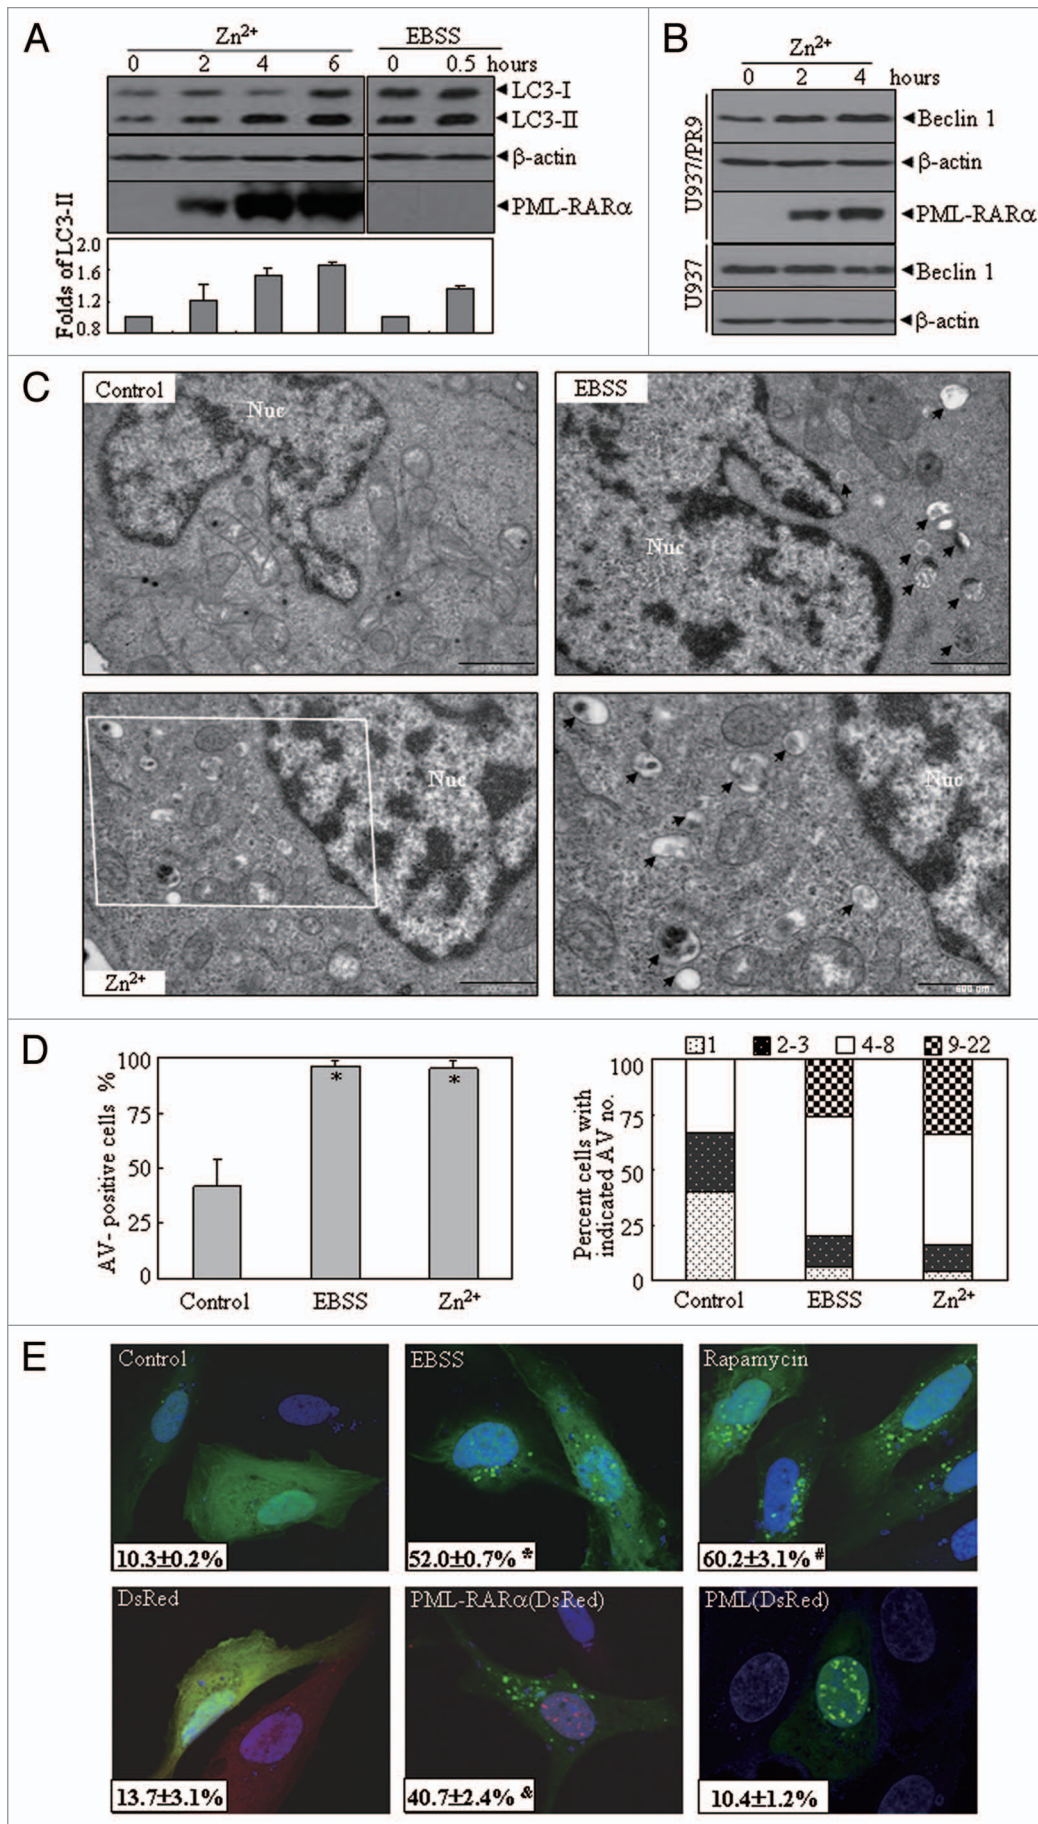 A
Zn²⁺ EBSS
0 2 4 6 0 0.5 hours
LC3-I
LC3-II
β-actin
PML-RARα
Folds of LC3-II
2.0
1.6
1.2
0.8
B
Zn²⁺
0 2 4 hours
U937/PR9
Beclin 1
β-actin
PML-RARα
U937
Beclin 1
β-actin
C
Control
Nuc
EBSS
Nuc
1000 nm
Zn²⁺
Nuc
1000 nm
Nuc
600 nm
D
AV- positive cells %
100
75
50
25
0
*
*
Control EBSS Zn²⁺
1 2-3 4-8 9-22
Percent cells with
indicated AV no.
100
75
50
25
0
Control EBSS Zn²⁺
E
Control
10.3±0.2%
EBSS
52.0±0.7% *
Rapamycin
60.2±3.1% #
DsRed
13.7±3.1%
PML-RARα(DsRed)
40.7±2.4% &
PML(DsRed)
10.4±1.2%